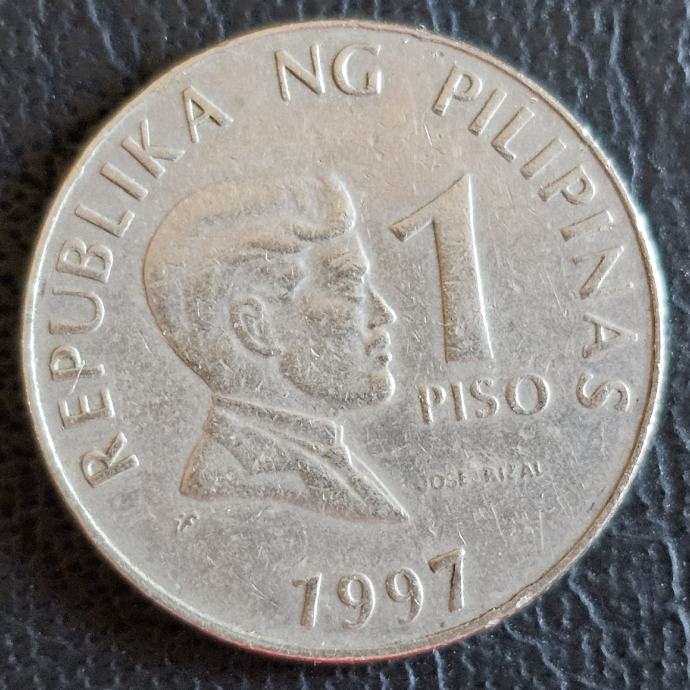 REPUBLIKA NG PILIPINAS
1
PISO
JOSE RIZAL
1997